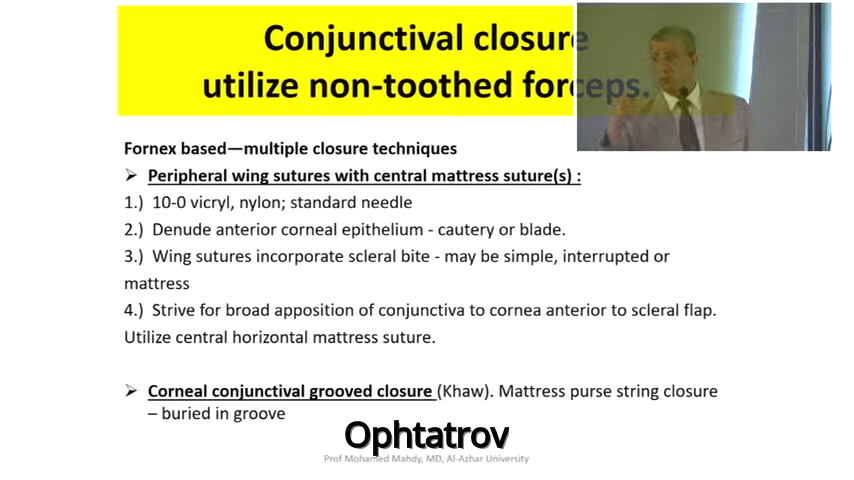 Conjunctival closure
utilize non-toothed forceps.
Fornex based—multiple closure techniques
➢ Peripheral wing sutures with central mattress suture(s) :
1.) 10-0 vicryl, nylon; standard needle
2.) Denude anterior corneal epithelium - cautery or blade.
3.) Wing sutures incorporate scleral bite - may be simple, interrupted or
mattress
4.) Strive for broad apposition of conjunctiva to cornea anterior to scleral flap.
Utilize central horizontal mattress suture.
➢ Corneal conjunctival grooved closure (Khaw). Mattress purse string closure
– buried in groove
Ophtatrov
Prof Mohamed Mahdy, MD, Al-Azhar University